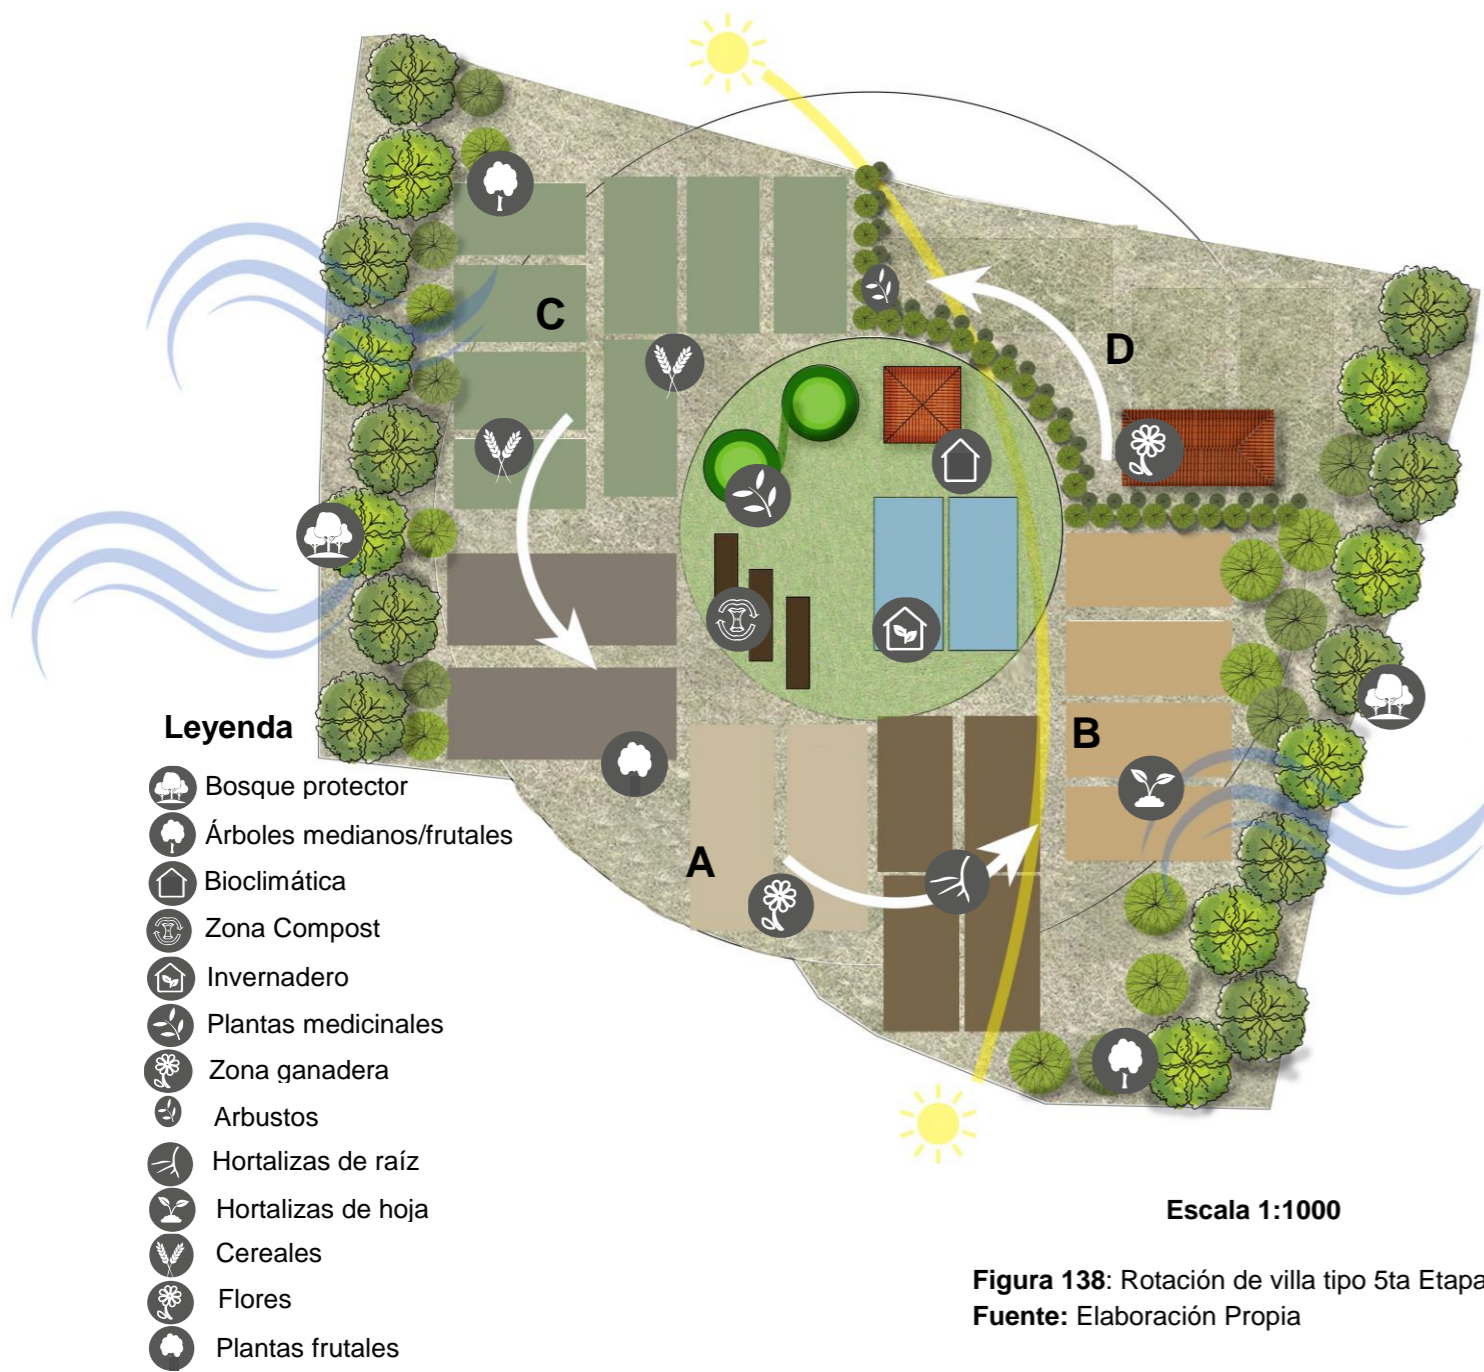 C
D
B
A
Leyenda
Bosque protector
Árboles medianos/frutales
Bioclimática
Zona Compost
Invernadero
Plantas medicinales
Zona ganadera
Arbustos
Hortalizas de raíz
Hortalizas de hoja
Cereales
Flores
Plantas frutales
Escala 1:1000
Figura 138: Rotación de villa tipo 5ta Etapa
Fuente: Elaboración Propia